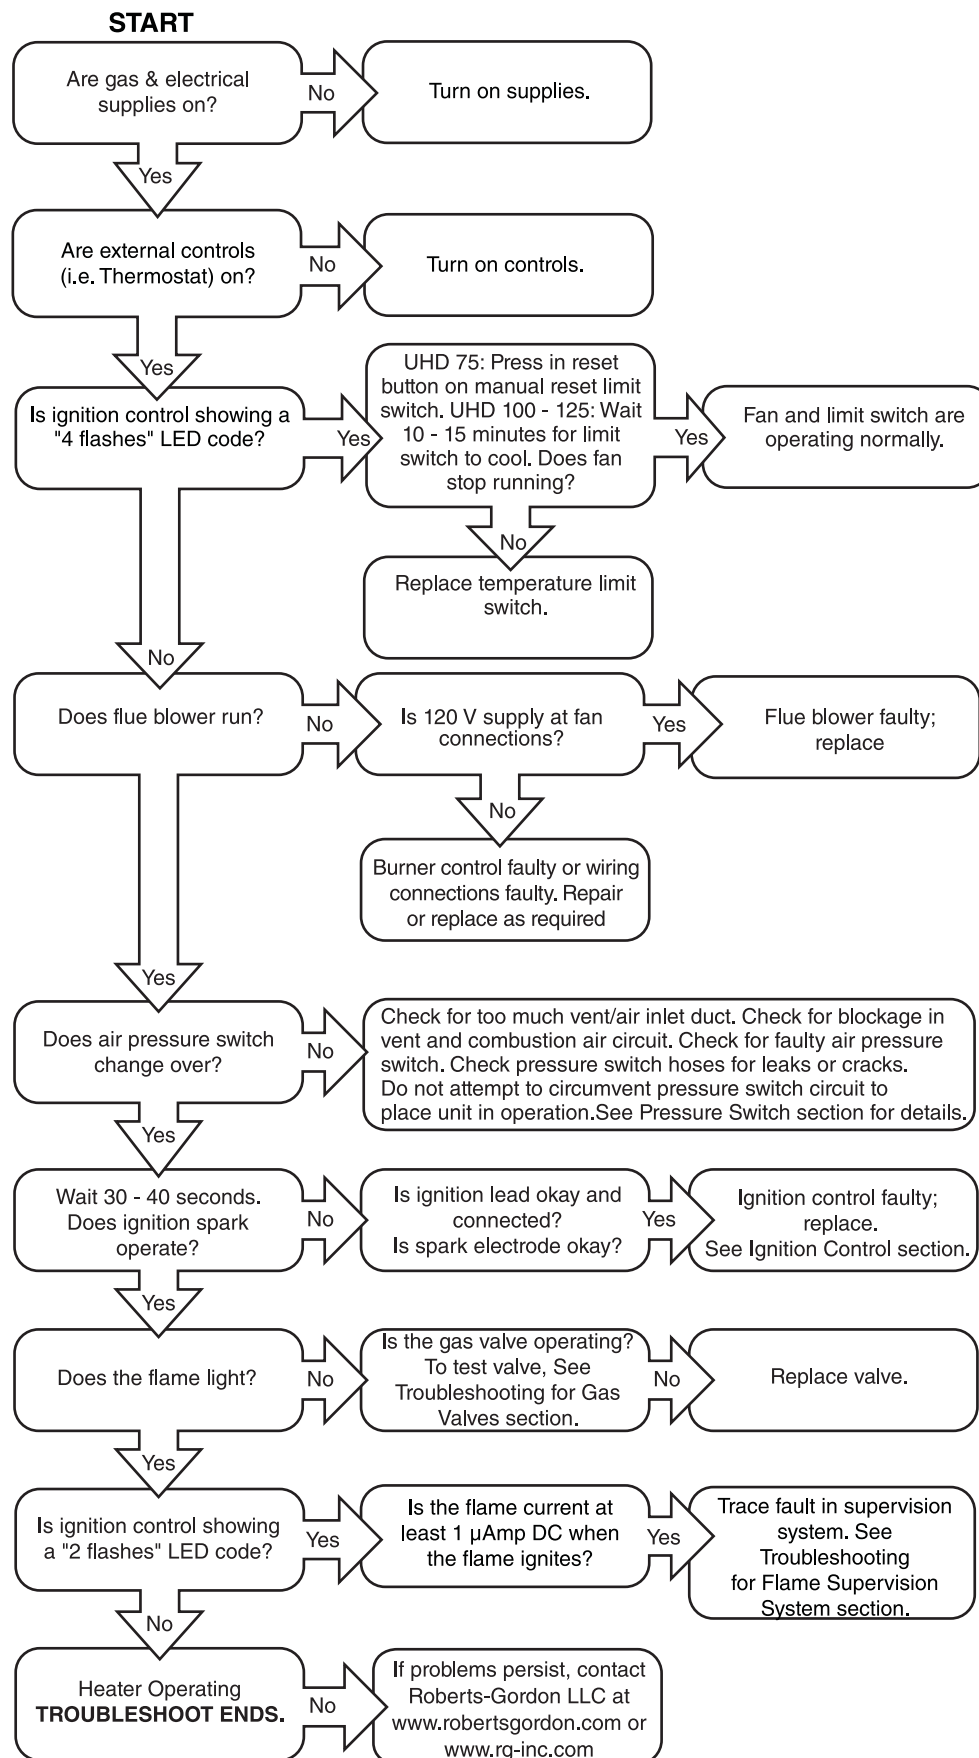 START
Are gas & electrical
supplies on?
No
Turn on supplies.
Yes
Are external controls
(i.e. Thermostat) on?
No
Turn on controls.
Yes
Is ignition control showing a
"4 flashes" LED code?
Yes
UHD 75: Press in reset
button on manual reset limit
switch. UHD 100 - 125: Wait
10 - 15 minutes for limit
switch to cool. Does fan
stop running?
Yes
Fan and limit switch are
operating normally.
No
Replace temperature limit
switch.
No
Does flue blower run?
No
Is 120 V supply at fan
connections?
Yes
Flue blower faulty;
replace
No
Burner control faulty or wiring
connections faulty. Repair
or replace as required
Yes
Does air pressure switch
change over?
No
Check for too much vent/air inlet duct. Check for blockage in
vent and combustion air circuit. Check for faulty air pressure
switch. Check pressure switch hoses for leaks or cracks.
Do not attempt to circumvent pressure switch circuit to
place unit in operation.See Pressure Switch section for details.
Yes
Wait 30 - 40 seconds.
Does ignition spark
operate?
No
Is ignition lead okay and
connected?
Is spark electrode okay?
Yes
Ignition control faulty;
replace.
See Ignition Control section.
Yes
Does the flame light?
No
Is the gas valve operating?
To test valve, See
Troubleshooting for Gas
Valves section.
No
Replace valve.
Yes
Is ignition control showing
a "2 flashes" LED code?
Yes
Is the flame current at
least 1 µAmp DC when
the flame ignites?
Yes
Trace fault in supervision
system. See
Troubleshooting
for Flame Supervision
System section.
No
Heater Operating
TROUBLESHOOT ENDS.
No
If problems persist, contact
Roberts-Gordon LLC at
www.robertsgordon.com or
www.rg-inc.com